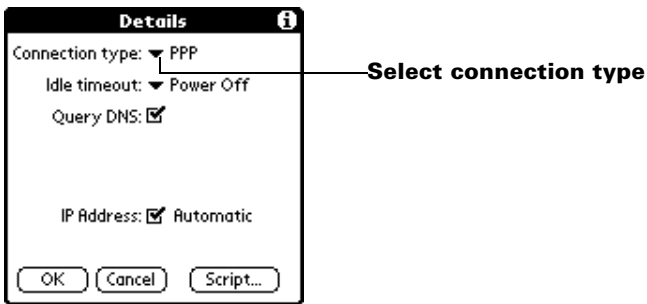 Details
Connection type: PPP
Select connection type
Idle timeout: Power Off
Query DNS:
IP Address: Automatic
OK Cancel Script...